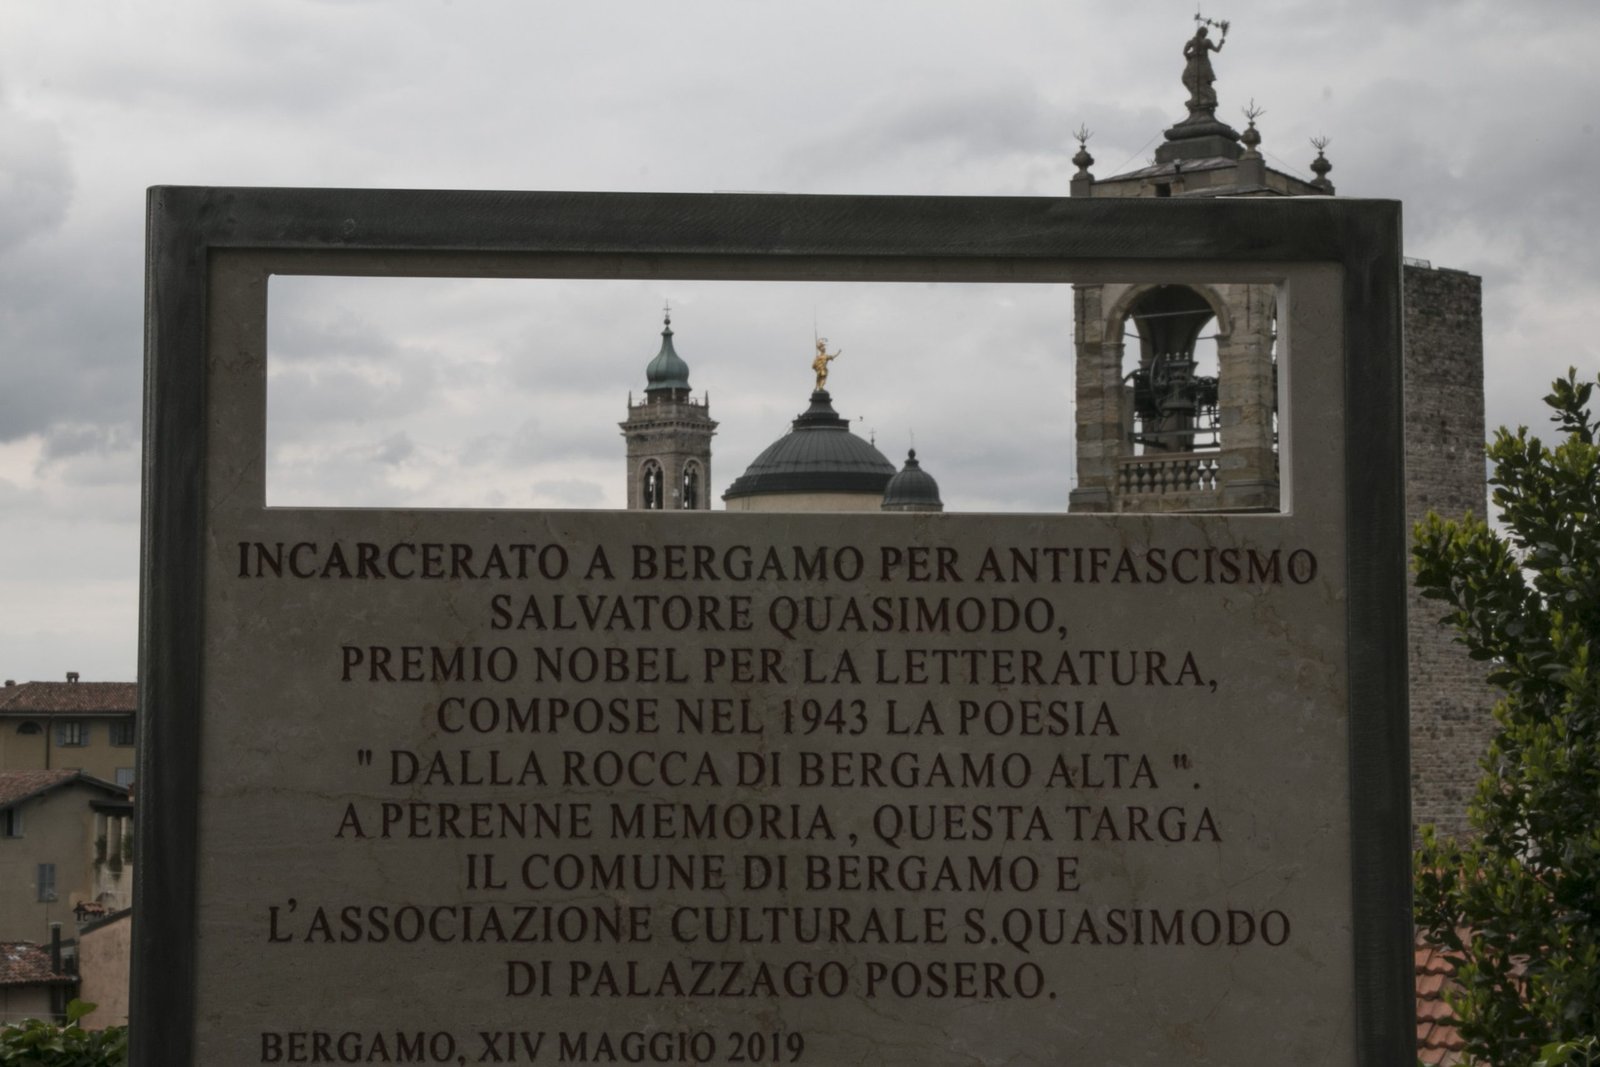 INCARCERATO A BERGAMO PER ANTIFASCISMO
SALVATORE QUASIMODO,
PREMIO NOBEL PER LA LETTERATURA,
COMPOSE NEL 1943 LA POESIA
" DALLA ROCCA DI BERGAMO ALTA ".
A PERENNE MEMORIA , QUESTA TARGA
IL COMUNE DI BERGAMO E
L'ASSOCIAZIONE CULTURALE S.QUASIMODO
DI PALAZZAGO POSERO.
BERGAMO, XIV MAGGIO 2019